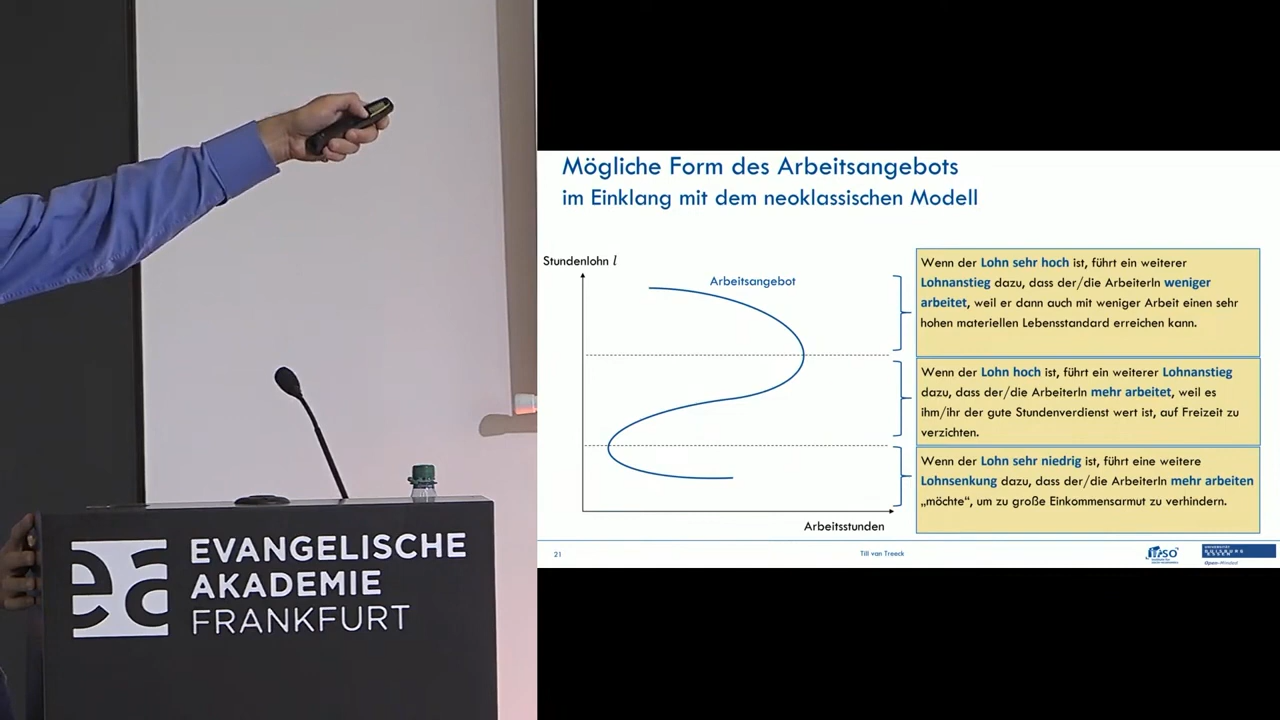 Mögliche Form des Arbeitsangebots
im Einklang mit dem neoklassischen Modell
Stundenlohn l
Arbeitsangebot
Arbeitsstunden
Wenn der Lohn sehr hoch ist, führt ein weiterer
Lohnanstieg dazu, dass der/die ArbeiterIn weniger
arbeitet, weil er dann auch mit weniger Arbeit einen sehr
hohen materiellen Lebensstandard erreichen kann.
Wenn der Lohn hoch ist, führt ein weiterer Lohnanstieg
dazu, dass der/die ArbeiterIn mehr arbeitet, weil es
ihm/ihr der gute Stundenverdienst wert ist, auf Freizeit zu
verzichten.
Wenn der Lohn sehr niedrig ist, führt eine weitere
Lohnsenkung dazu, dass der/die ArbeiterIn mehr arbeiten
„möchte“, um zu große Einkommensarmut zu verhindern.
21
Till van Treeck
Open-Minded
ea
EVANGELISCHE
AKADEMIE
FRANKFURT